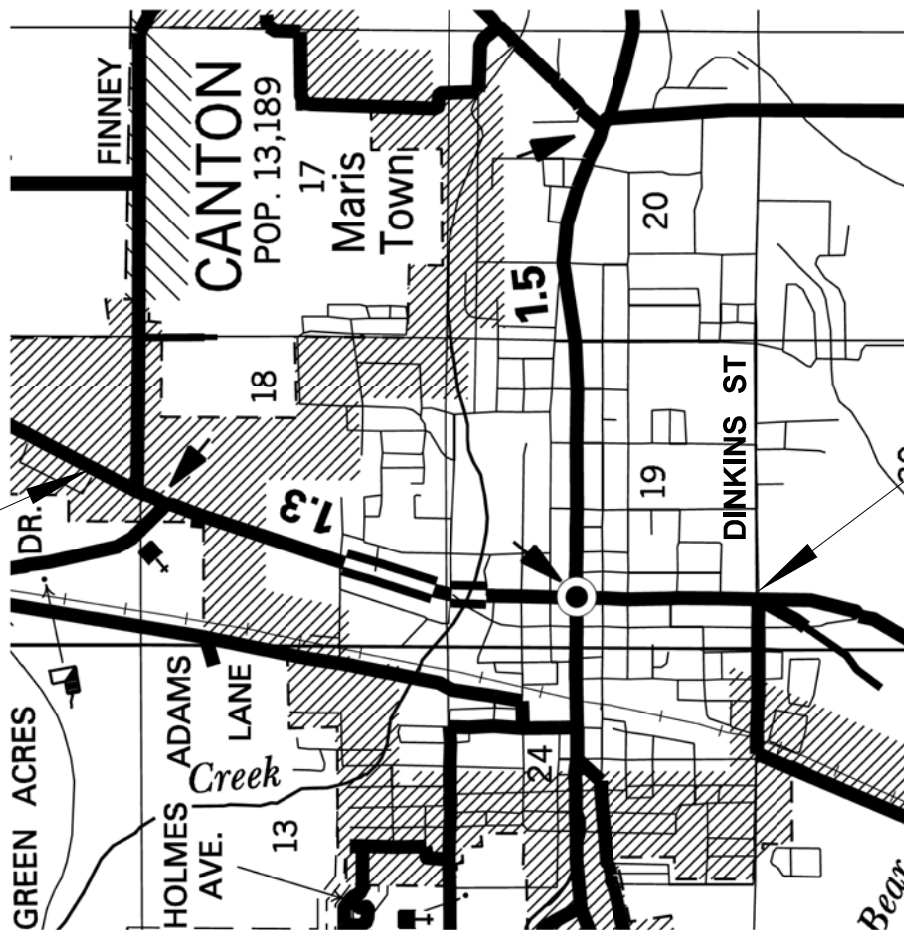 FINNEY
CANTON
POP. 13,189
17
Maris
Town
20
1.5
18
DINKINS ST
19
1.3
DR.
ADAMS
LANE
GREEN ACRES
Creek
24
HOLMES
AVE.
13
Bear